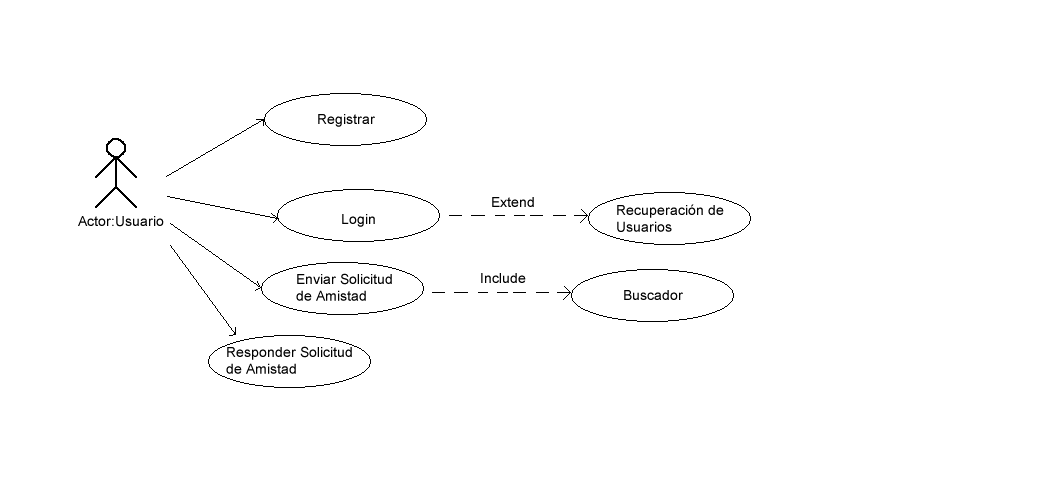 Registrar
Actor:Usuario
Login
Extend
Recuperación de
Usuarios
Enviar Solicitud
de Amistad
Include
Buscador
Responder Solicitud
de Amistad